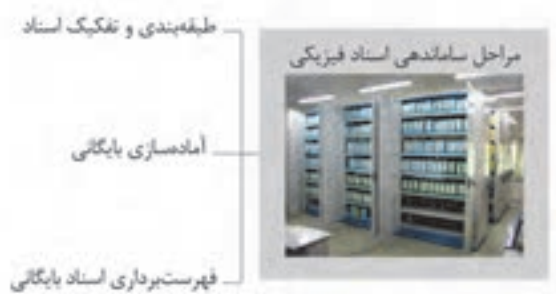 مراحل ساماندهی اسناد فیزیکی
طبقه‌بندی و تفکیک اسناد
آماده‌سازی بایگانی
فهرست‌برداری اسناد بایگانی